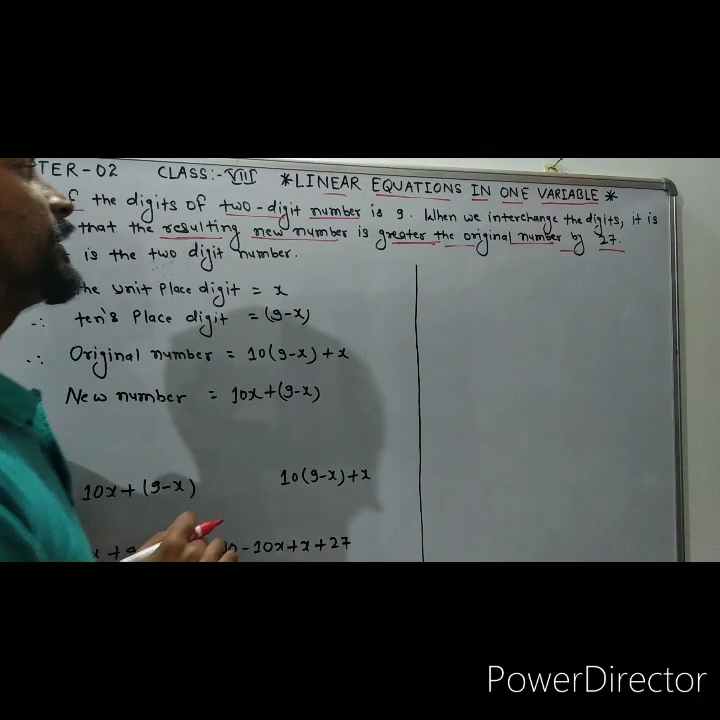 TER-02 CLASS:- VIII *LINEAR EQUATIONS IN ONE VARIABLE*
f the digits of two-digit number is 9. When we interchange the digits, it is
that the resulting new number is greater the original number by 27.
is the two digit number.
he unit place digit = x
∴ ten's place digit = (9-x)
∴ Original number = 10(9-x)+x
New number = 10x+(9-x)
10x+(9-x) 10(9-x)+x
-10x+x+27
PowerDirector